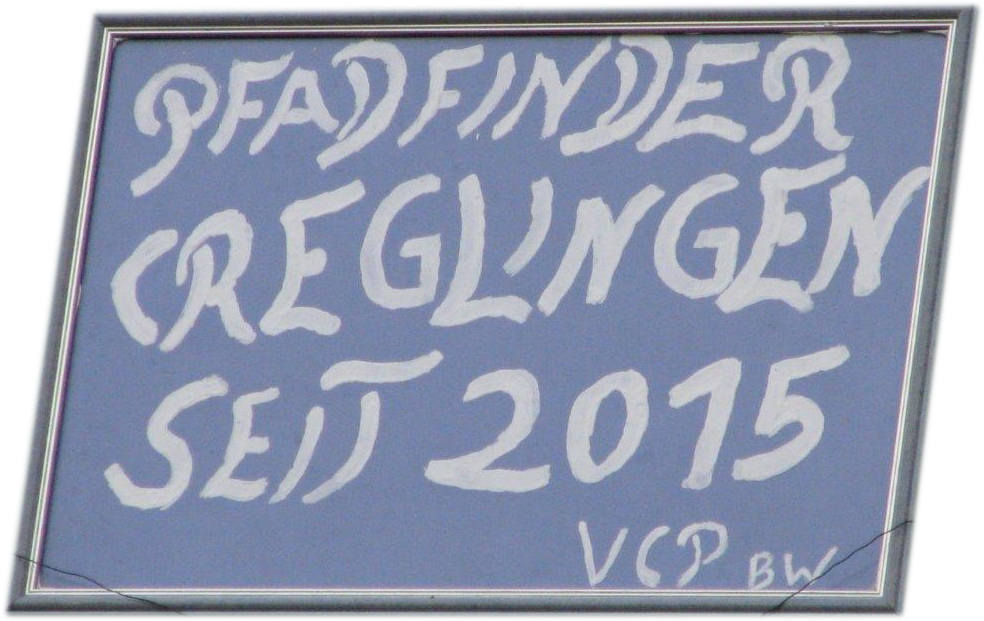 PFADFINDER
CREGLINGEN
SEIT 2015
VCP BW